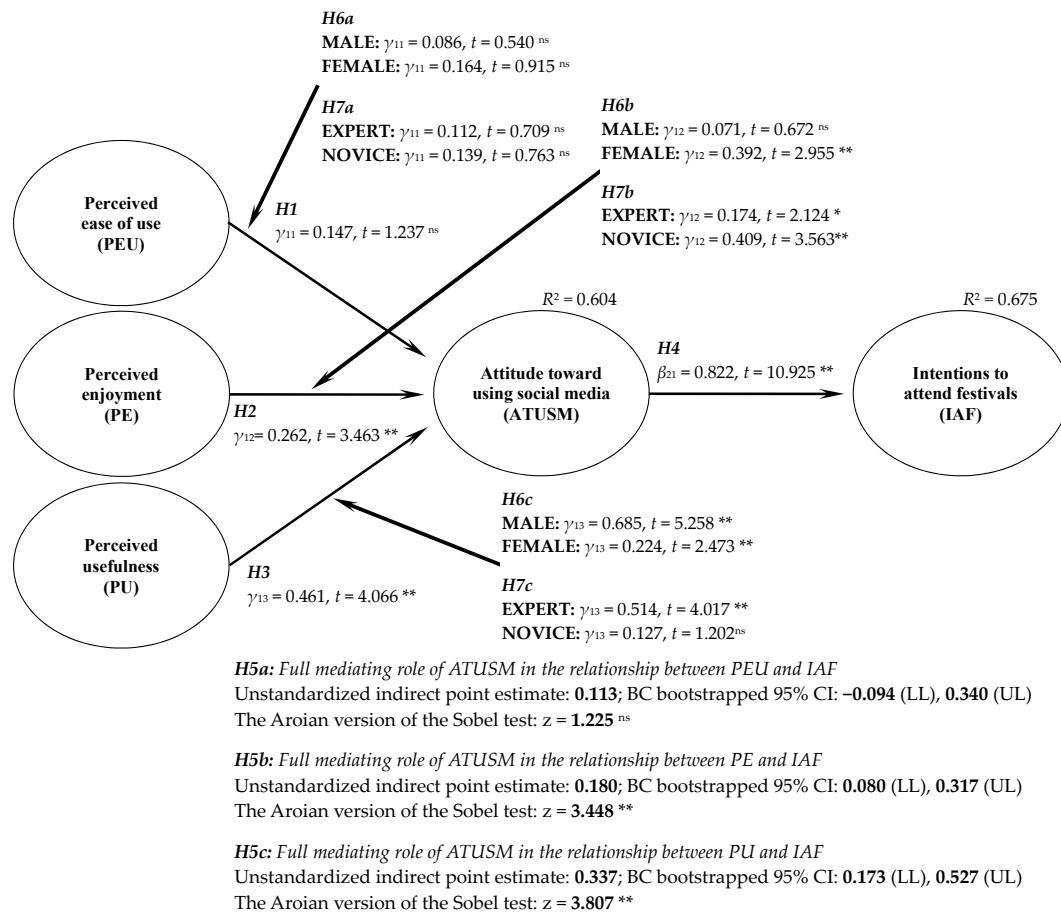 H6a
MALE: γ11 = 0.086, t = 0.540 ns
FEMALE: γ11 = 0.164, t = 0.915 ns
H7a
EXPERT: γ11 = 0.112, t = 0.709 ns
NOVICE: γ11 = 0.139, t = 0.763 ns
H6b
MALE: γ12 = 0.071, t = 0.672 ns
FEMALE: γ12 = 0.392, t = 2.955 **
H7b
EXPERT: γ12 = 0.174, t = 2.124 *
NOVICE: γ12 = 0.409, t = 3.563**
Perceived
ease of use
(PEU)
H1
γ11 = 0.147, t = 1.237 ns
R² = 0.604
R² = 0.675
Perceived
enjoyment
(PE)
H2
γ12= 0.262, t = 3.463 **
Attitude toward
using social media
(ATUSM)
H4
β21 = 0.822, t = 10.925 **
Intentions to
attend festivals
(IAF)
Perceived
usefulness
(PU)
H3
γ13 = 0.461, t = 4.066 **
H6c
MALE: γ13 = 0.685, t = 5.258 **
FEMALE: γ13 = 0.224, t = 2.473 **
H7c
EXPERT: γ13 = 0.514, t = 4.017 **
NOVICE: γ13 = 0.127, t = 1.202ns
H5a: Full mediating role of ATUSM in the relationship between PEU and IAF
Unstandardized indirect point estimate: 0.113; BC bootstrapped 95% CI: −0.094 (LL), 0.340 (UL)
The Aroian version of the Sobel test: z = 1.225 ns
H5b: Full mediating role of ATUSM in the relationship between PE and IAF
Unstandardized indirect point estimate: 0.180; BC bootstrapped 95% CI: 0.080 (LL), 0.317 (UL)
The Aroian version of the Sobel test: z = 3.448 **
H5c: Full mediating role of ATUSM in the relationship between PU and IAF
Unstandardized indirect point estimate: 0.337; BC bootstrapped 95% CI: 0.173 (LL), 0.527 (UL)
The Aroian version of the Sobel test: z = 3.807 **